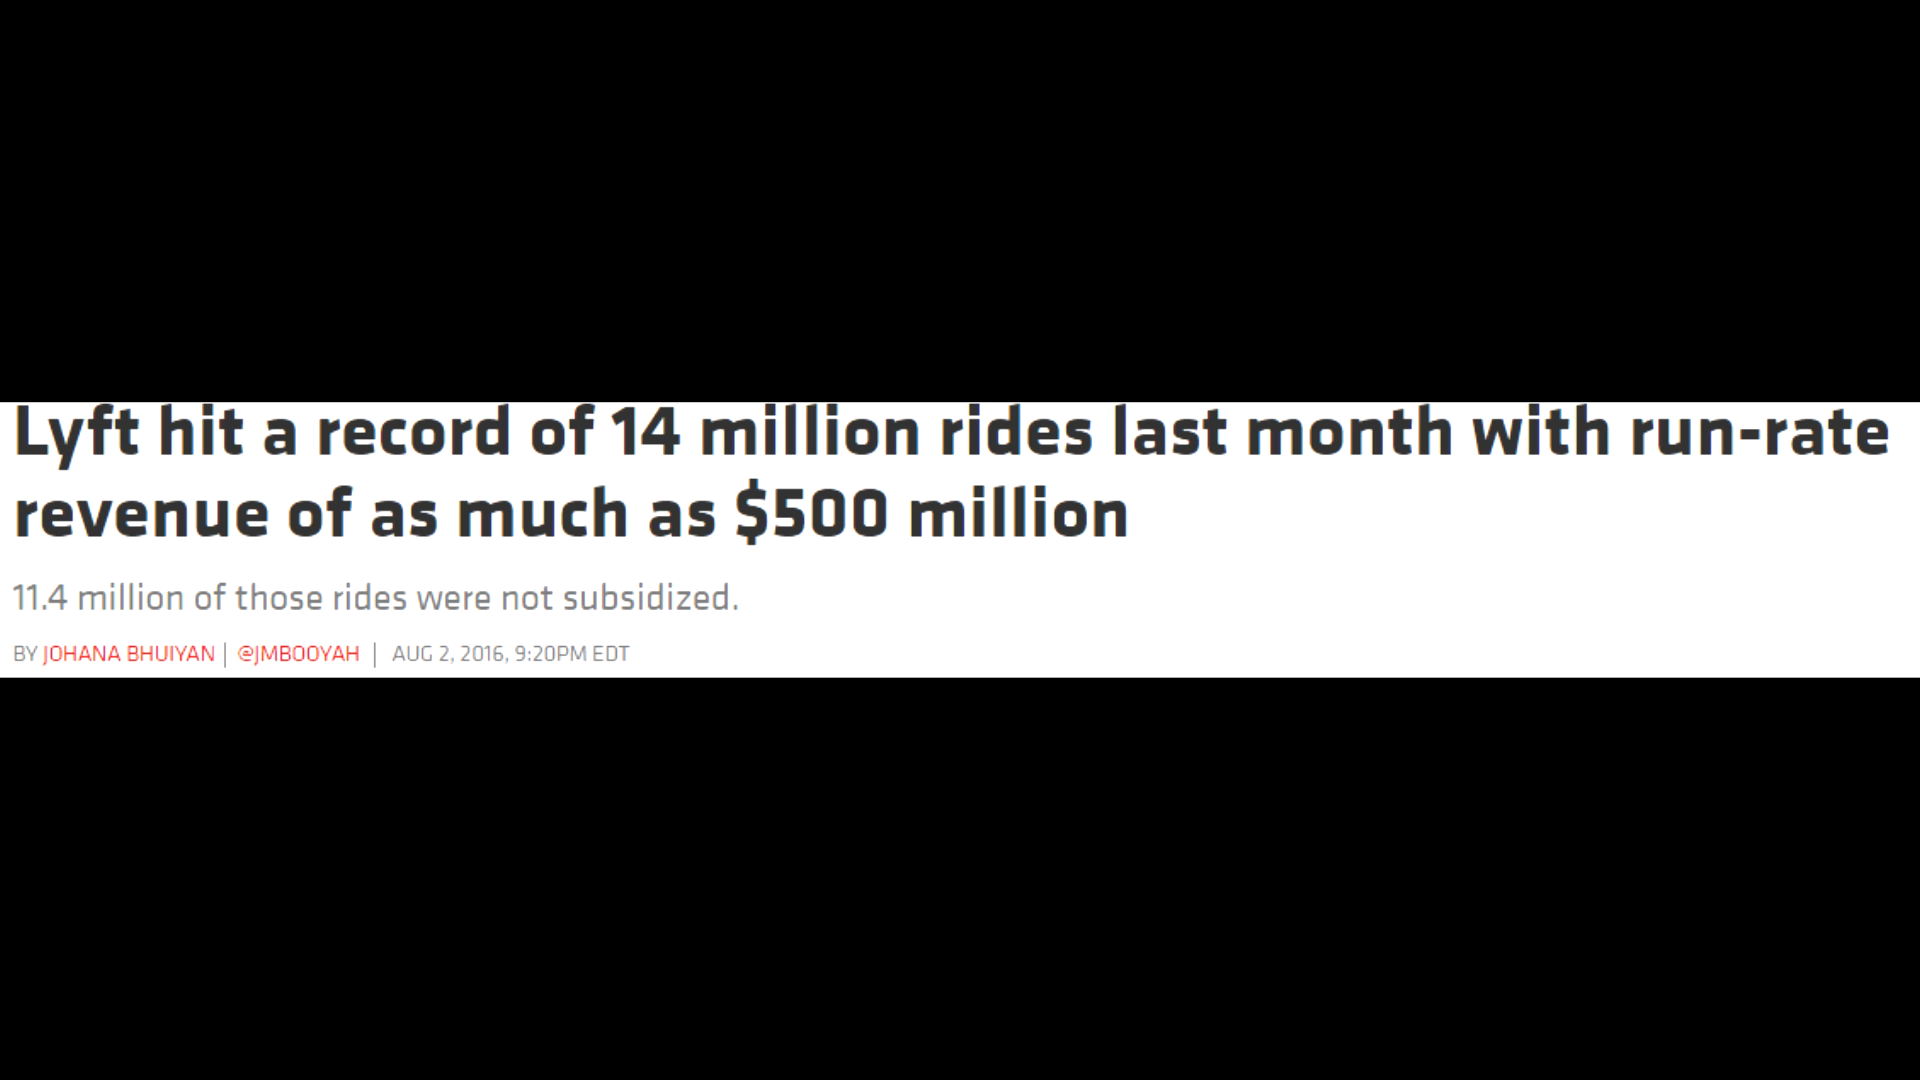 Lyft hit a record of 14 million rides last month with run-rate
revenue of as much as $500 million
11.4 million of those rides were not subsidized.
BY JOHANA BHUIYAN | @JMBOOYAH | AUG 2, 2016, 9:20PM EDT